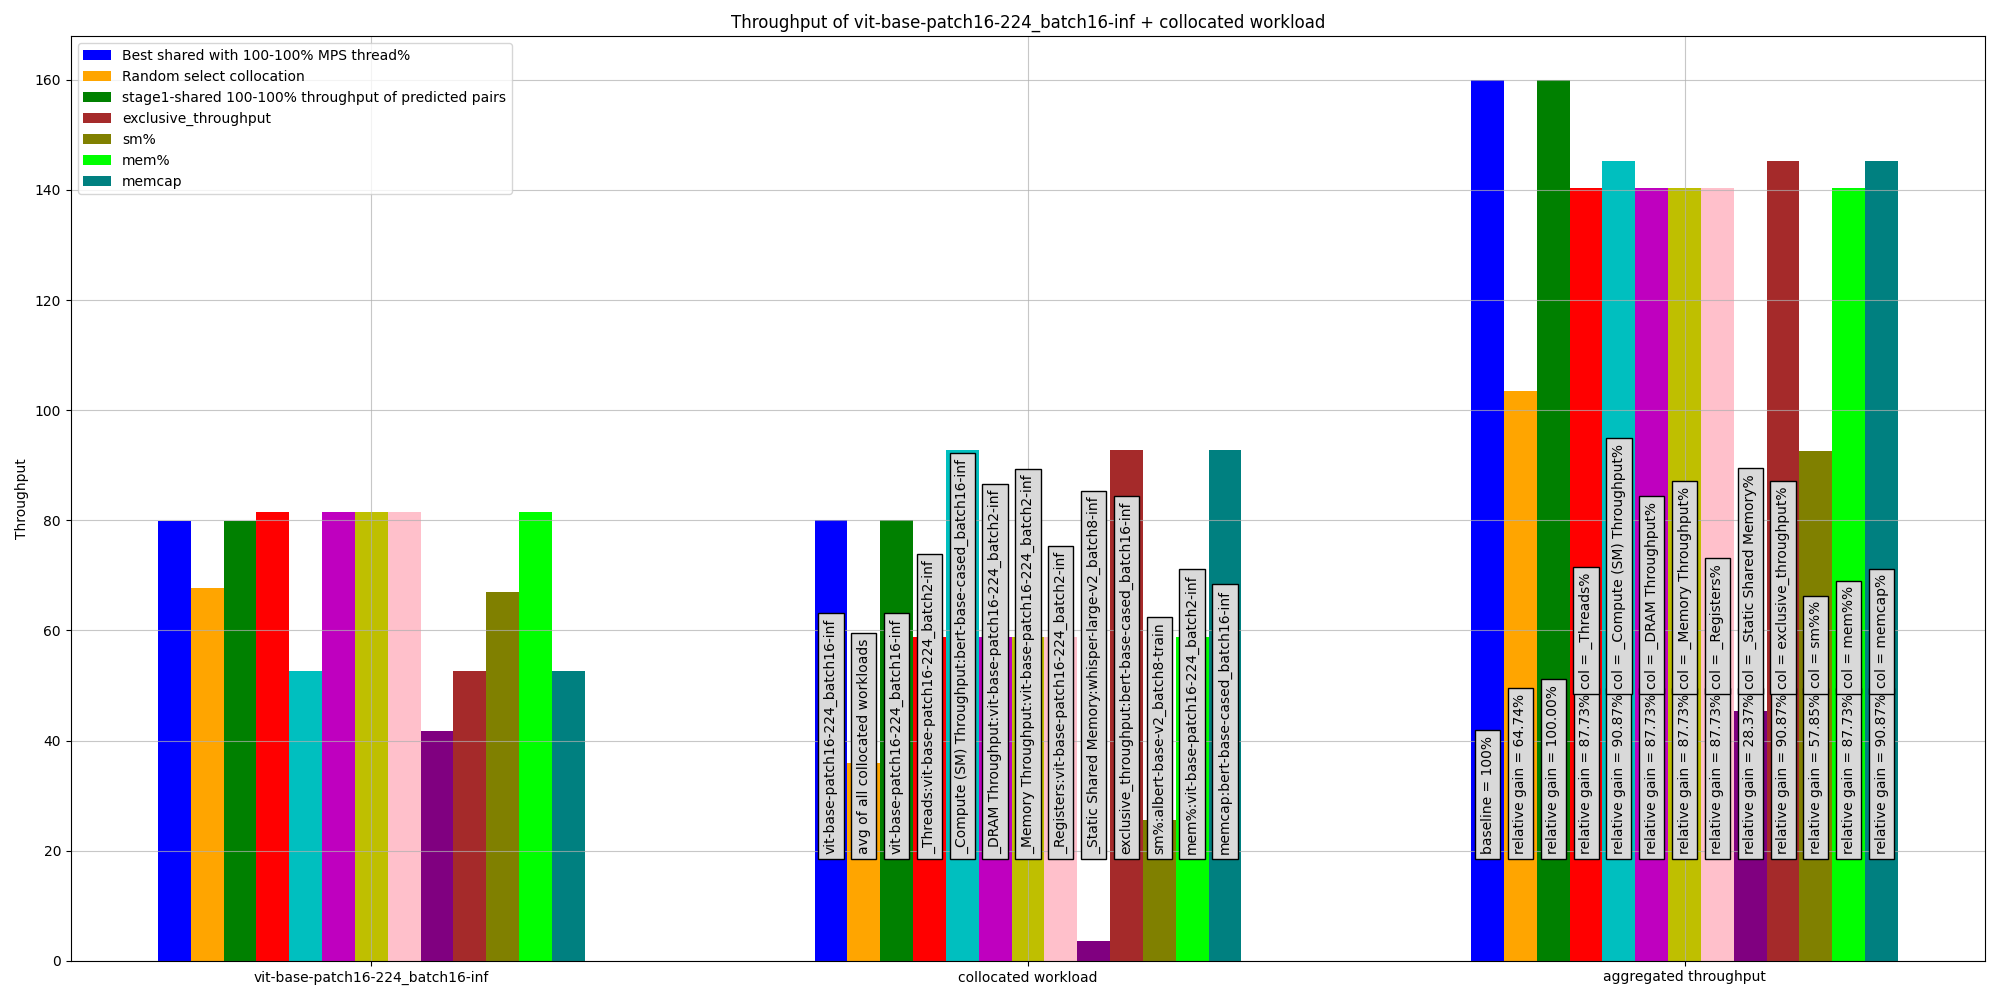 Throughput of vit-base-patch16-224_batch16-inf + collocated workload
Best shared with 100-100% MPS thread%
Random select collocation
stage1-shared 100-100% throughput of predicted pairs
exclusive_throughput
sm%
mem%
memcap
Throughput
160
140
120
100
80
60
40
20
0
vit-base-patch16-224_batch16-inf
avg of all collocated workloads
vit-base-patch16-224_batch16-inf
_Threads:vit-base-patch16-224_batch2-inf
_Compute (SM) Throughput:bert-base-cased_batch16-inf
_DRAM Throughput:vit-base-patch16-224_batch2-inf
_Memory Throughput:vit-base-patch16-224_batch2-inf
_Registers:vit-base-patch16-224_batch2-inf
_Static Shared Memory:whisper-large-v2_batch8-inf
exclusive_throughput:bert-base-cased_batch16-inf
sm%:albert-base-v2_batch8-train
mem%:vit-base-patch16-224_batch2-inf
memcap:bert-base-cased_batch16-inf
baseline = 100%
relative gain = 64.74%
relative gain = 100.00%
relative gain = 87.73%
col = _Threads%
relative gain = 90.87%
col = _Compute (SM) Throughput%
relative gain = 87.73%
col = _DRAM Throughput%
relative gain = 87.73%
col = _Memory Throughput%
relative gain = 87.73%
col = _Registers%
relative gain = 28.37%
col = _Static Shared Memory%
relative gain = 90.87%
col = exclusive_throughput%
relative gain = 57.85%
col = sm%%
relative gain = 87.73%
col = mem%%
relative gain = 90.87%
col = memcap%
vit-base-patch16-224_batch16-inf
collocated workload
aggregated throughput